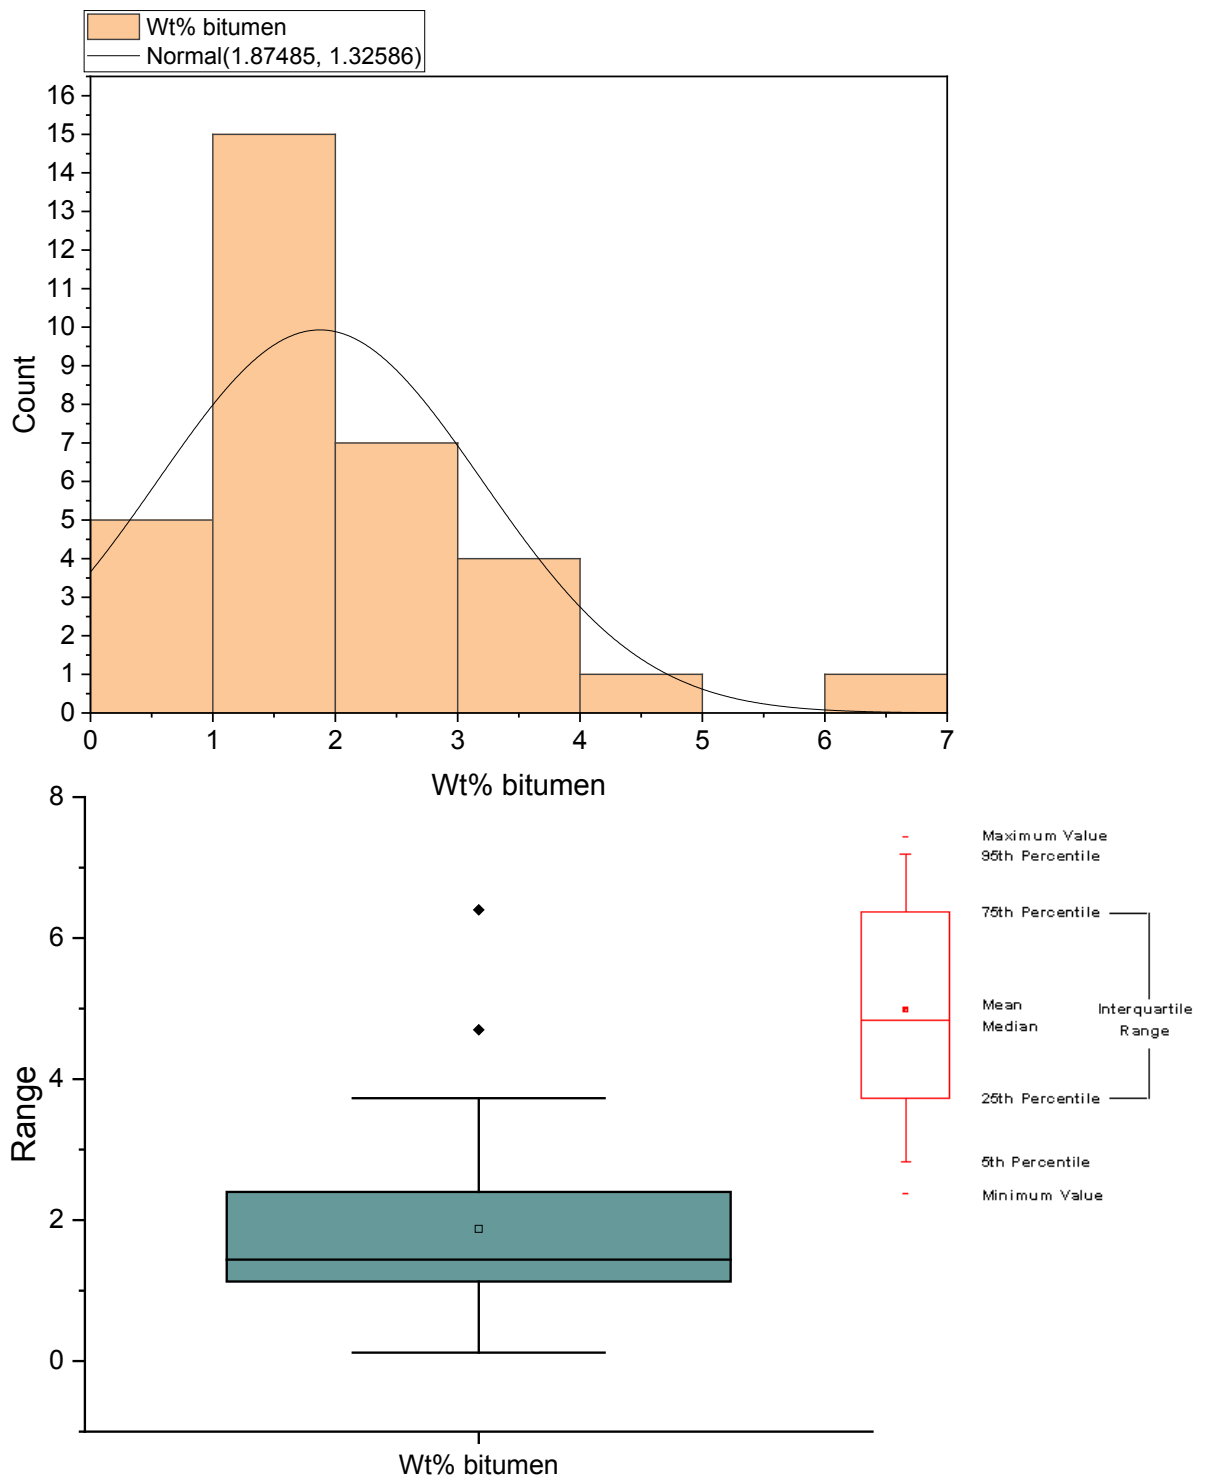 Wt% bitumen
Normal(1.87485, 1.32586)
16
15
14
13
12
11
10
9
8
7
6
5
4
3
2
1
0
Count
0 1 2 3 4 5 6 7
Wt% bitumen
8
6
4
2
0
Range
Wt% bitumen
Maximum Value
95th Percentile
75th Percentile
Mean
Median
Interquartile
Range
25th Percentile
5th Percentile
Minimum Value